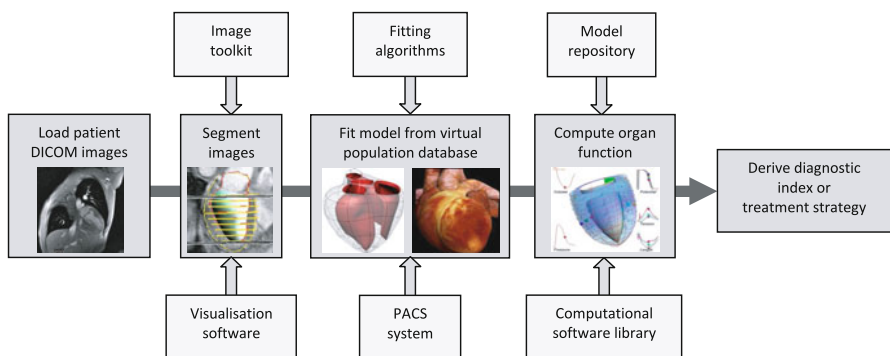 Image
toolkit
Fitting
algorithms
Model
repository
Load patient
DICOM images
Segment
images
Fit model from virtual
population database
Compute organ
function
Derive diagnostic
index or
treatment strategy
Visualisation
software
PACS
system
Computational
software library